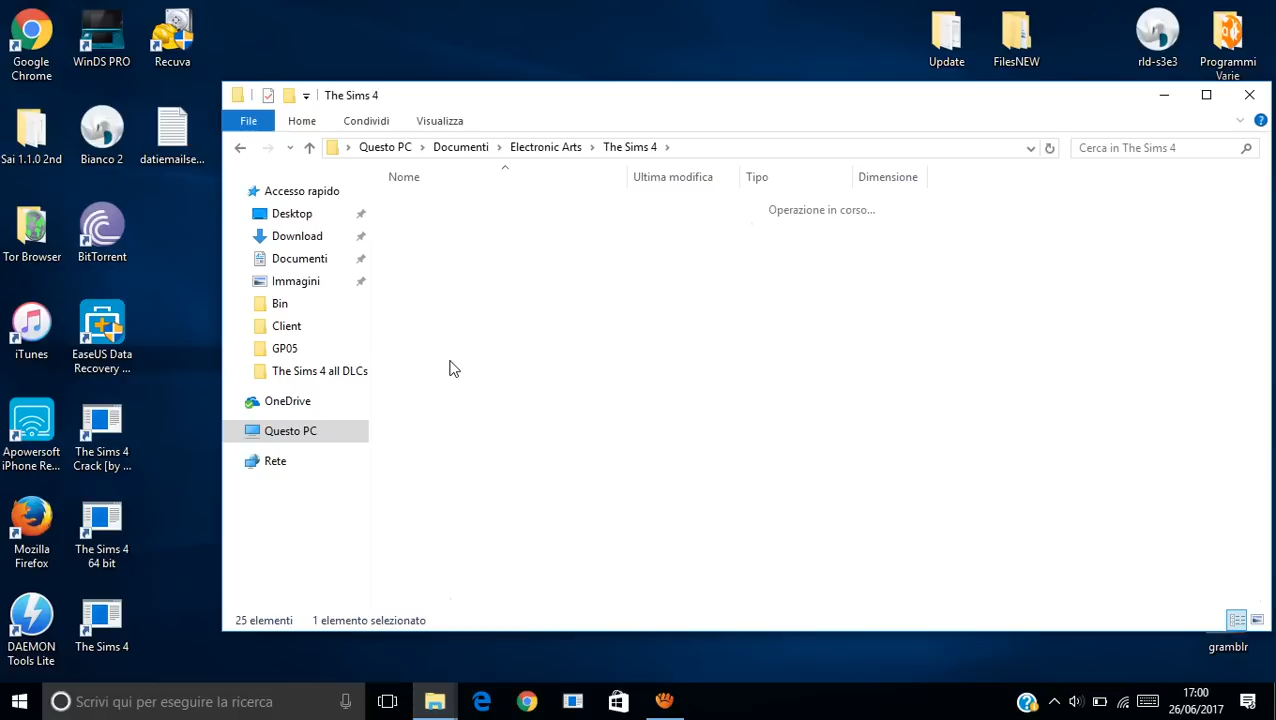 Google
Chrome
WinDS PRO
Recuva
Update
FilesNEW
rld-s3e3
Programmi
Varie
Sai 1.1.0 2nd
Bianco 2
datiemailse...
Tor Browser
BitTorrent
iTunes
EaseUS Data
Recovery ...
Apowersoft
iPhone Re...
The Sims 4
Crack [by ...
Mozilla
Firefox
The Sims 4
64 bit
DAEMON
Tools Lite
The Sims 4
gramblr
The Sims 4
File Home Condividi Visualizza
Questo PC Documenti Electronic Arts The Sims 4
Cerca in The Sims 4
Nome Ultima modifica Tipo Dimensione
Operazione in corso...
Accesso rapido
Desktop
Download
Documenti
Immagini
Bin
Client
GP05
The Sims 4 all DLCs
OneDrive
Questo PC
Rete
25 elementi 1 elemento selezionato
Scrivi qui per eseguire la ricerca
17:00
26/06/2017